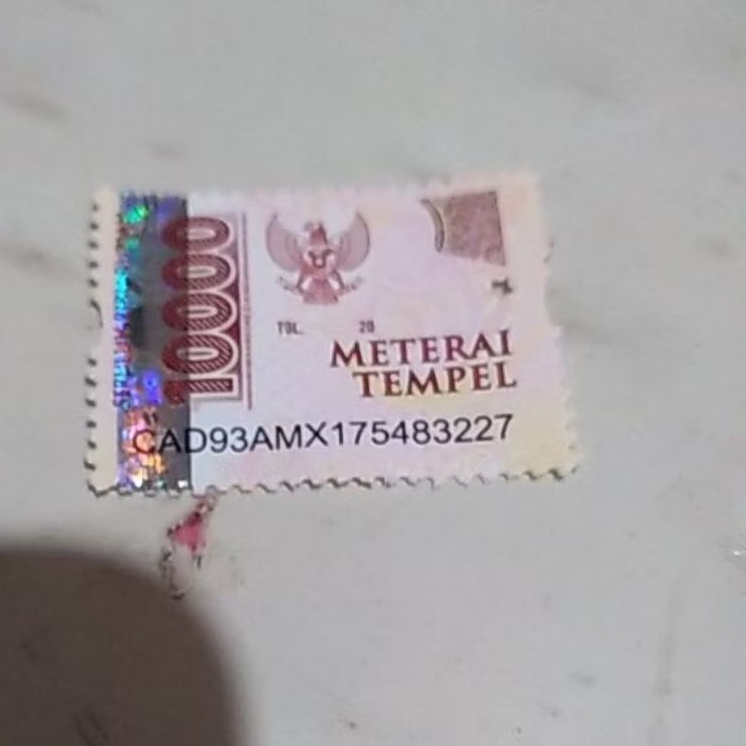 10000
TGL. 20
METERAI
TEMPEL
CAD93AMX175483227